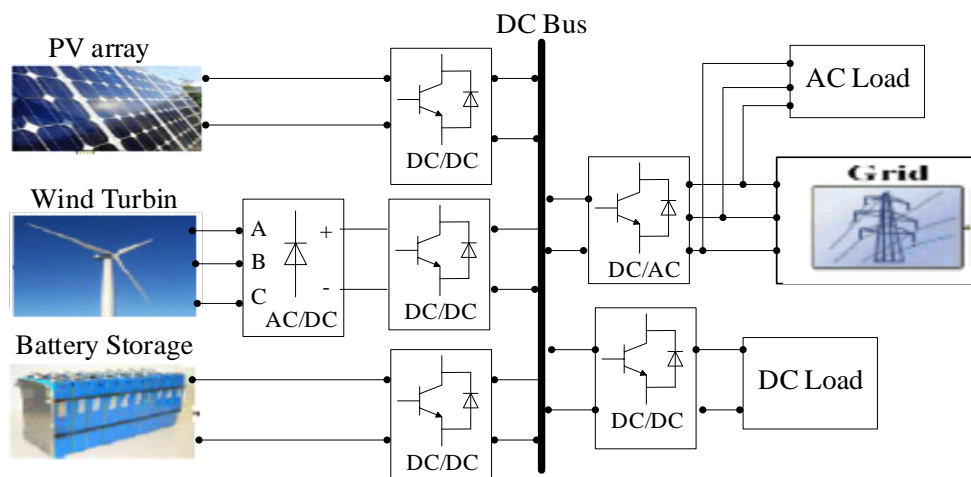 DC Bus
PV array
DC/DC
AC Load
Wind Turbin
A
B
C
+
-
AC/DC
DC/DC
DC/AC
Grid
Battery Storage
DC/DC
DC/DC
DC Load